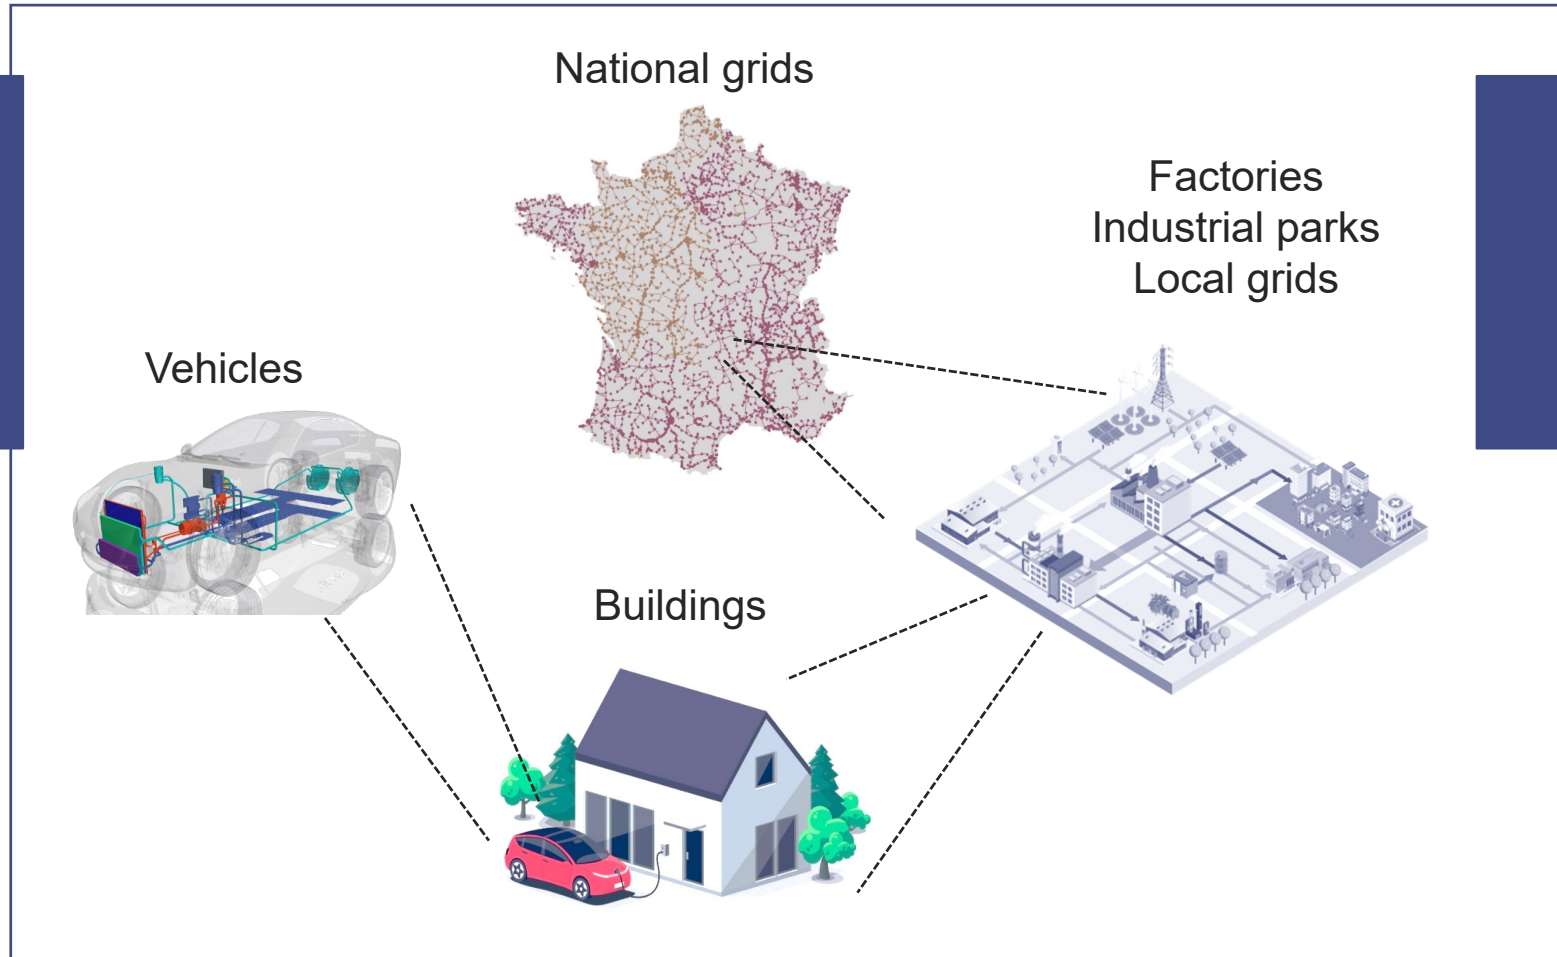 National grids
Factories
Industrial parks
Local grids
Vehicles
Buildings